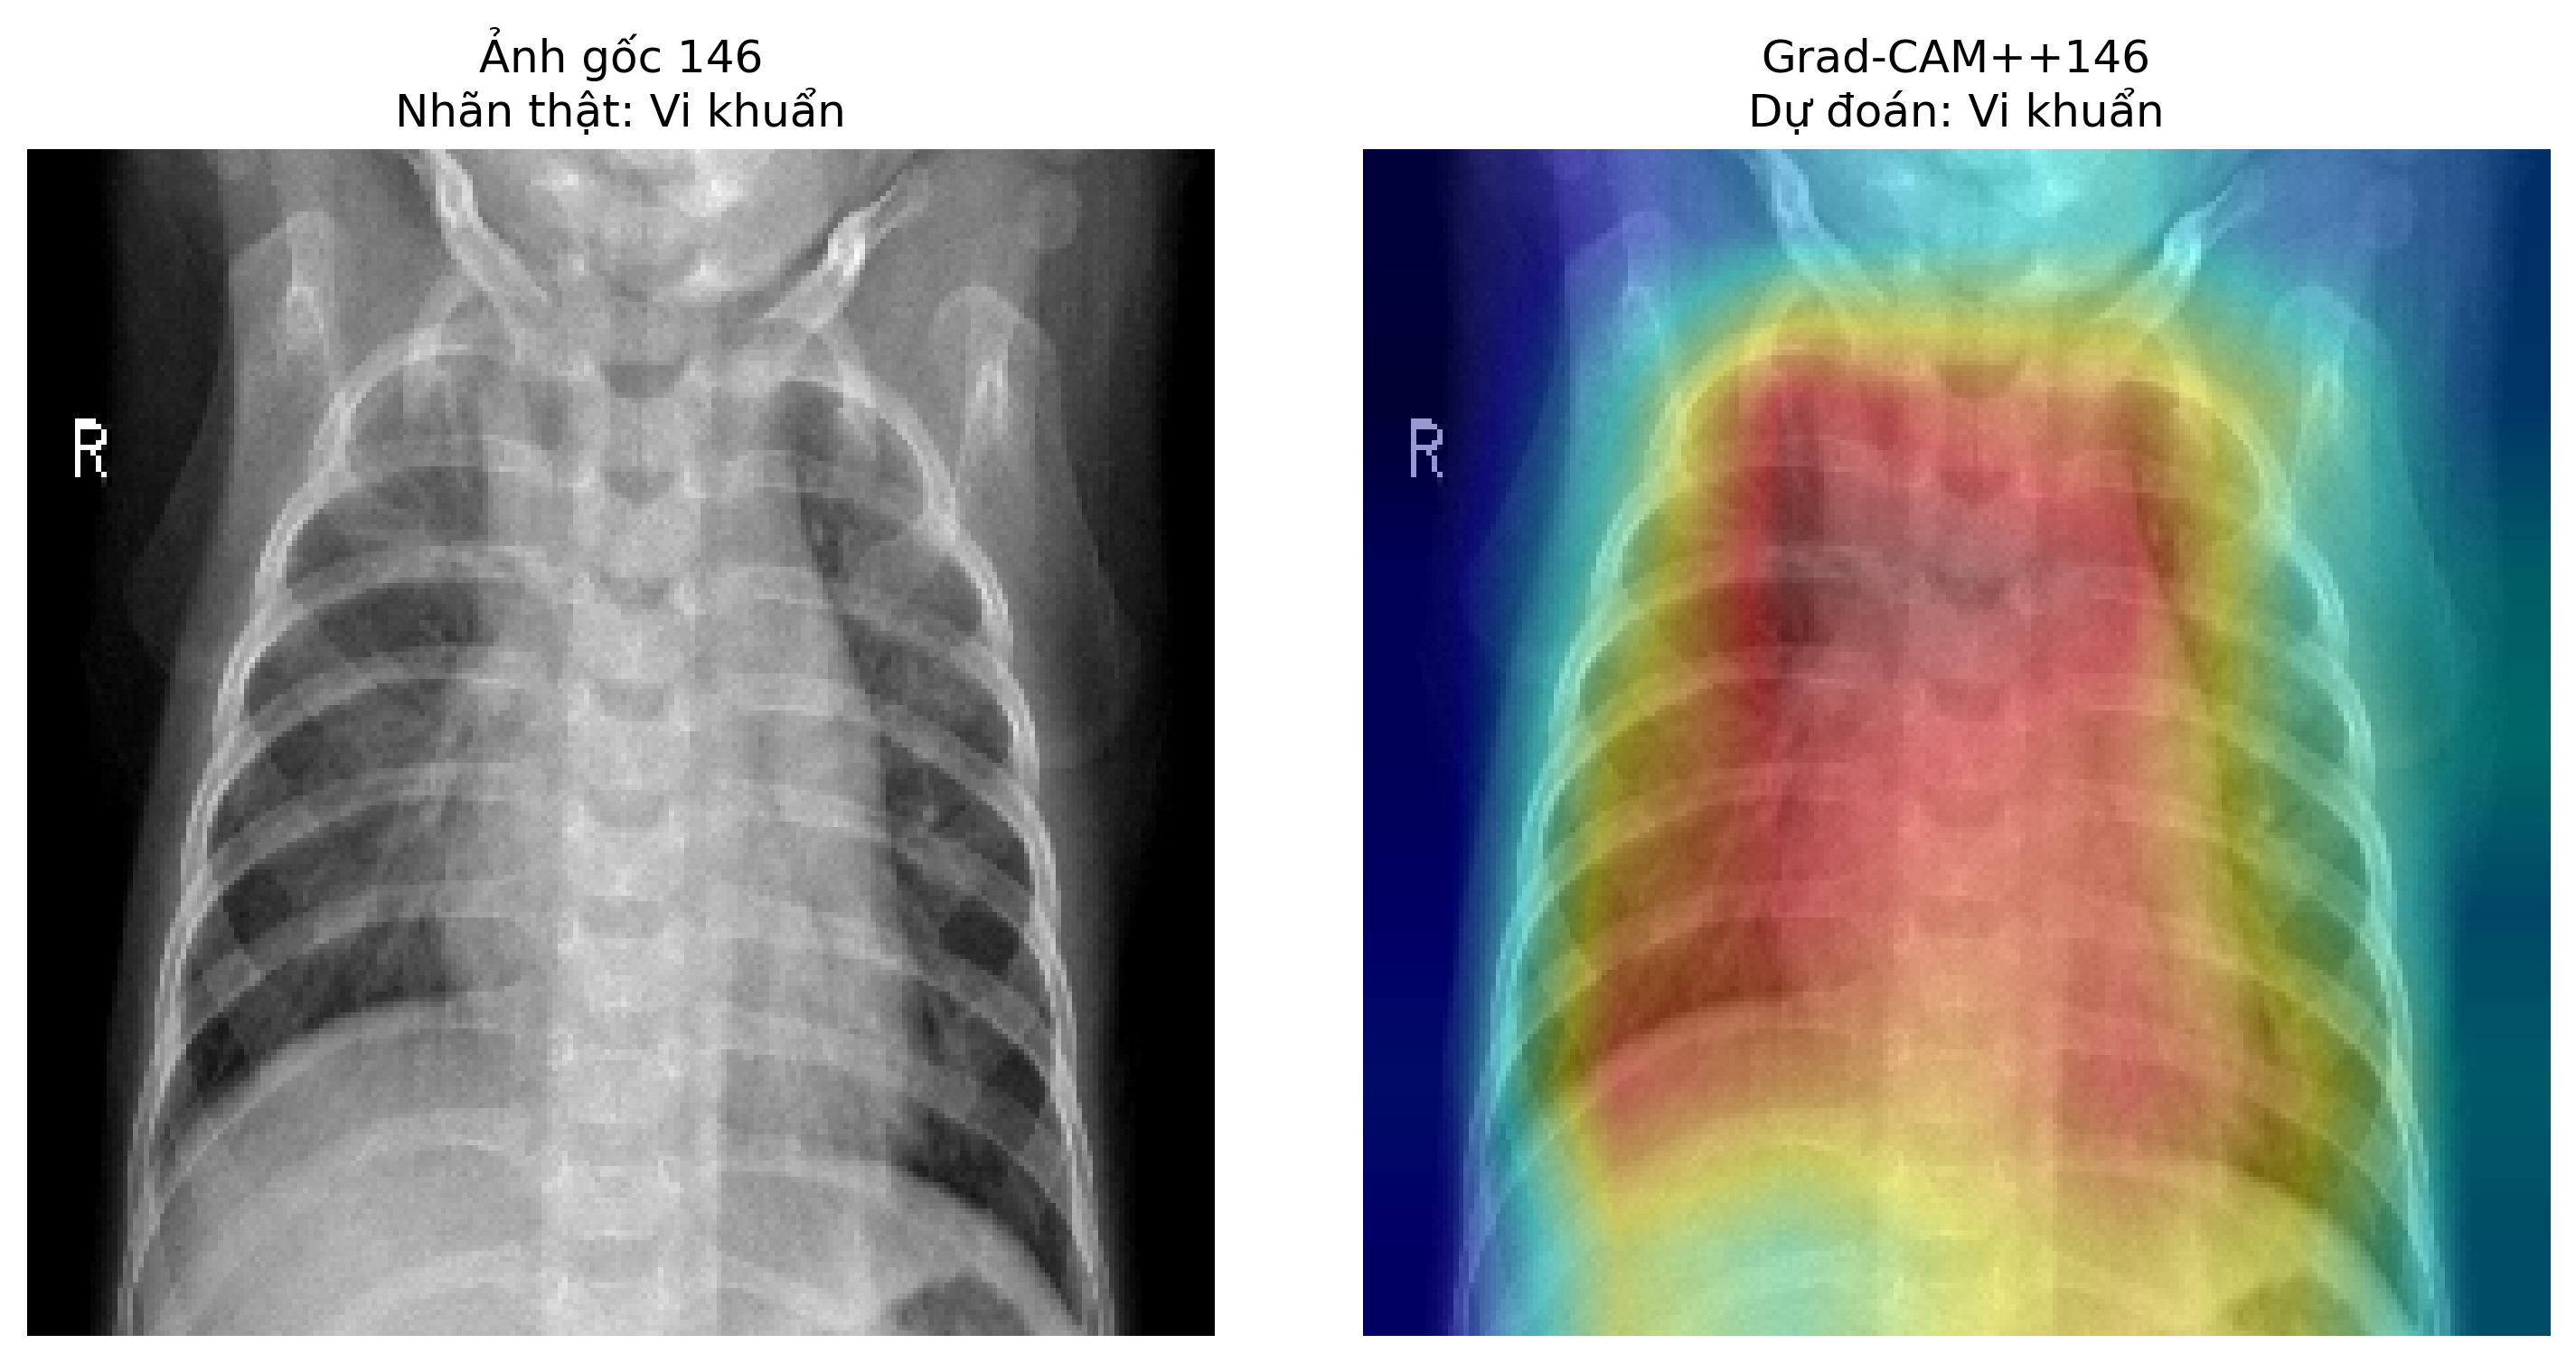 Ảnh gốc 146
Nhãn thật: Vi khuẩn
Grad-CAM++146
Dự đoán: Vi khuẩn
R
R